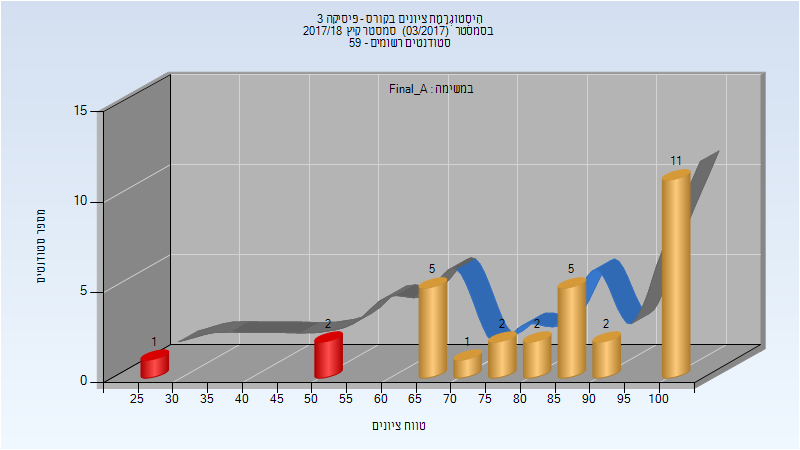 היסטוגרמת ציונים בקורס - פיסיקה 3
בסמסטר (03/2017) סמסטר קיץ 2017/18
סטודנטים רשומים - 59
במשימה : Final_A
מספר סטודנטים
15
10
5
0
1
2
5
1
2
2
5
2
11
25 30 35 40 45 50 55 60 65 70 75 80 85 90 95 100
טווח ציונים